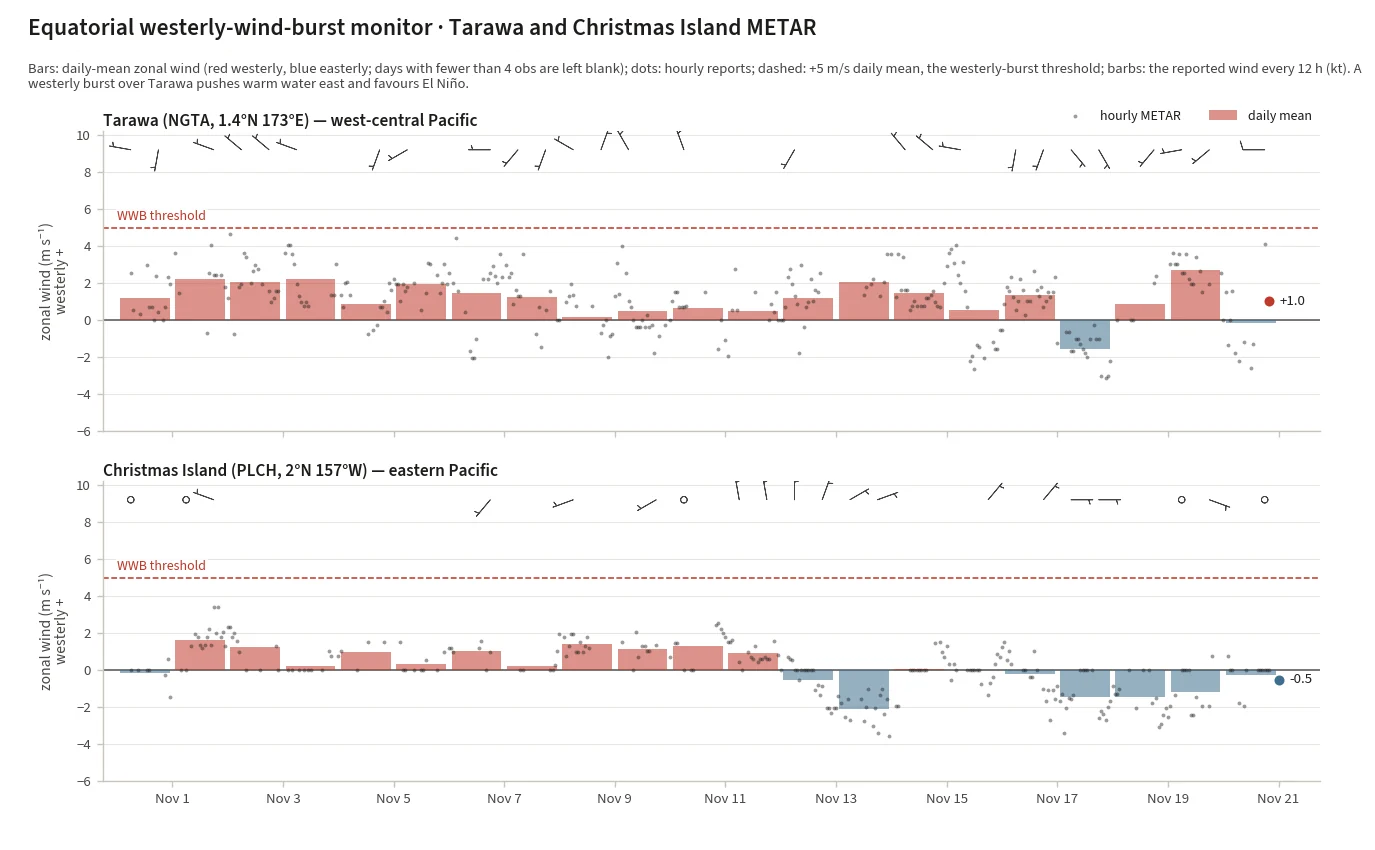 Equatorial westerly-wind-burst monitor · Tarawa and Christmas Island METAR
Bars: daily-mean zonal wind (red westerly, blue easterly; days with fewer than 4 obs are left blank); dots: hourly reports; dashed: +5 m/s daily mean, the westerly-burst threshold; barbs: the reported wind every 12 h (kt). A
westerly burst over Tarawa pushes warm water east and favours El Niño.
Tarawa (NGTA, 1.4°N 173°E) — west-central Pacific
hourly METAR
daily mean
10
8
6
4
2
0
−2
−4
−6
zonal wind (m s⁻¹)
westerly +
WWB threshold
+1.0
Christmas Island (PLCH, 2°N 157°W) — eastern Pacific
10
8
6
4
2
0
−2
−4
−6
zonal wind (m s⁻¹)
westerly +
WWB threshold
-0.5
Nov 1
Nov 3
Nov 5
Nov 7
Nov 9
Nov 11
Nov 13
Nov 15
Nov 17
Nov 19
Nov 21